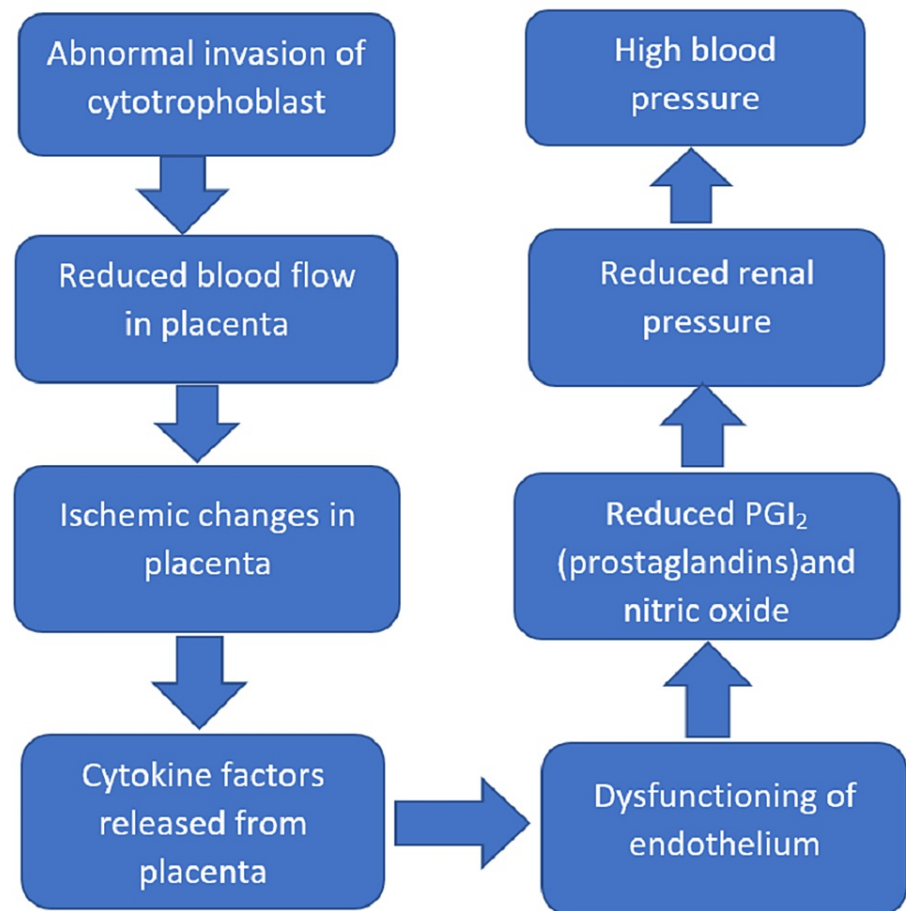 Abnormal invasion of
cytotrophoblast
Reduced blood flow
in placenta
Ischemic changes in
placenta
Cytokine factors
released from
placenta
Dysfunctioning of
endothelium
Reduced PGI₂
(prostaglandins)and
nitric oxide
Reduced renal
pressure
High blood
pressure